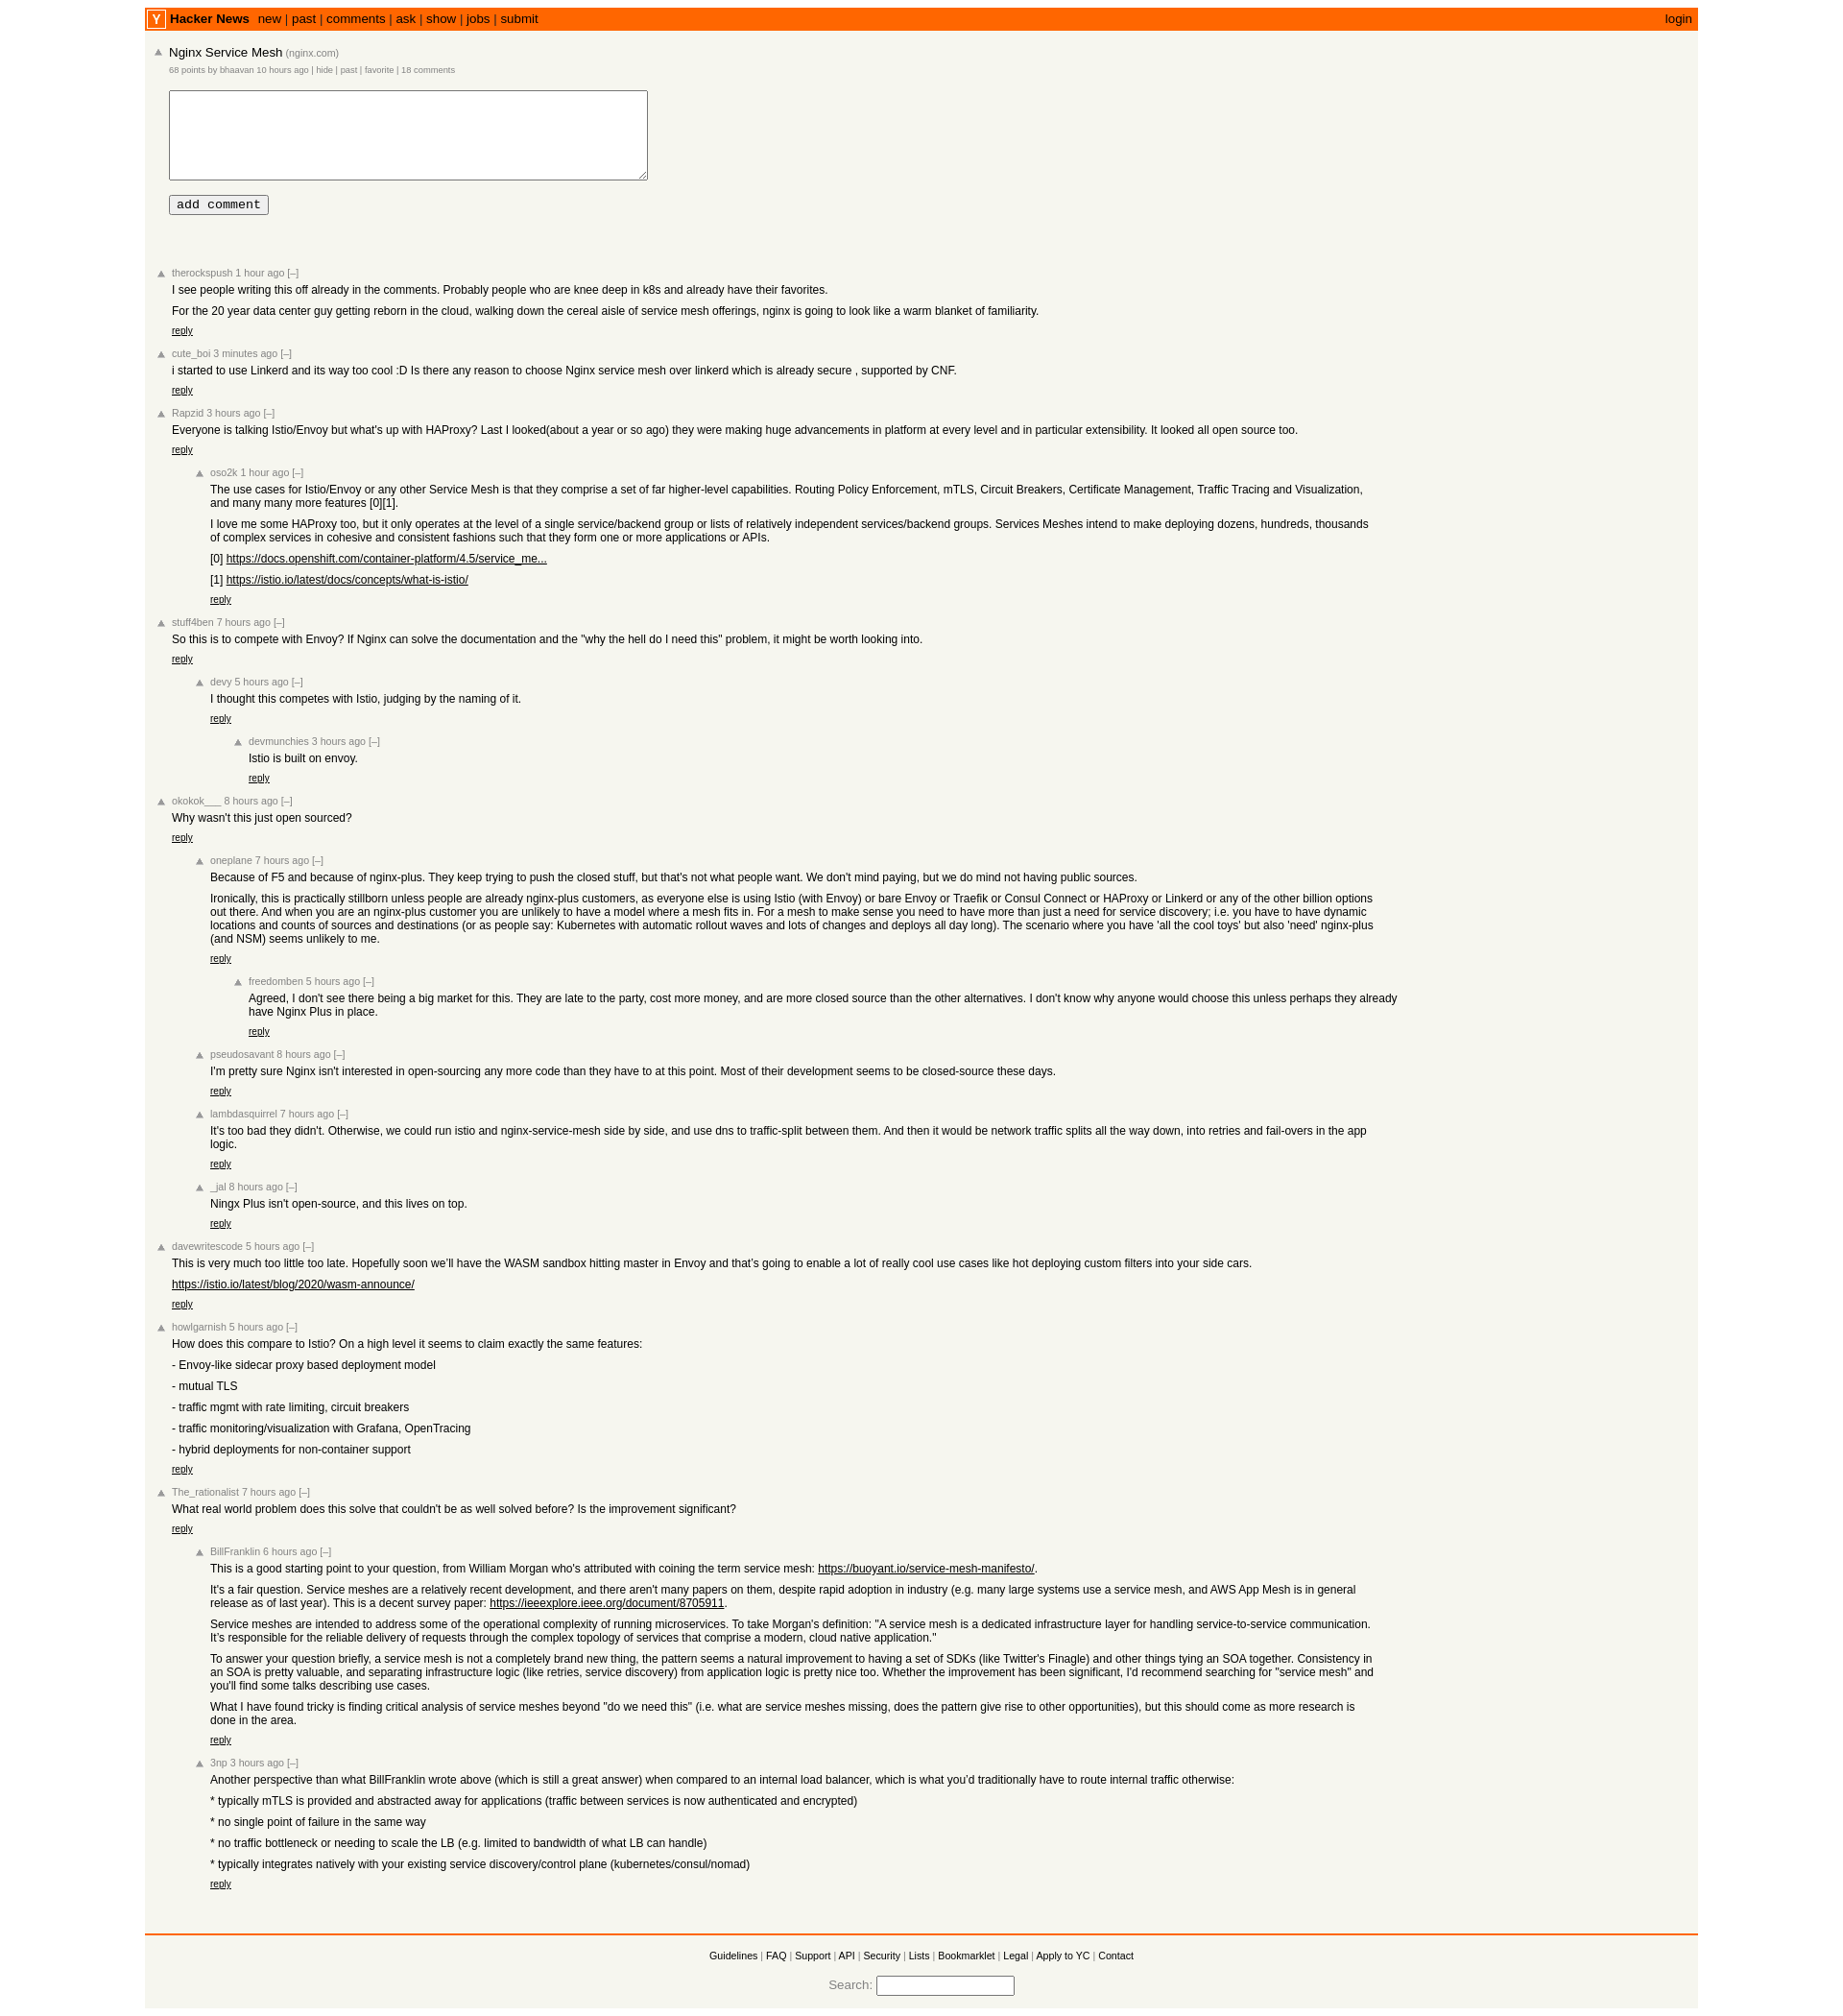 Y Hacker News new | past | comments | ask | show | jobs | submit login
Nginx Service Mesh (nginx.com)
68 points by bhaavan 10 hours ago | hide | past | favorite | 18 comments
add comment
therockspush 1 hour ago [–]
I see people writing this off already in the comments. Probably people who are knee deep in k8s and already have their favorites.
For the 20 year data center guy getting reborn in the cloud, walking down the cereal aisle of service mesh offerings, nginx is going to look like a warm blanket of familiarity.
reply
cute_boi 3 minutes ago [–]
i started to use Linkerd and its way too cool :D Is there any reason to choose Nginx service mesh over linkerd which is already secure , supported by CNF.
reply
Rapzid 3 hours ago [–]
Everyone is talking Istio/Envoy but what's up with HAProxy? Last I looked(about a year or so ago) they were making huge advancements in platform at every level and in particular extensibility. It looked all open source too.
reply
oso2k 1 hour ago [–]
The use cases for Istio/Envoy or any other Service Mesh is that they comprise a set of far higher-level capabilities. Routing Policy Enforcement, mTLS, Circuit Breakers, Certificate Management, Traffic Tracing and Visualization,
and many many more features [0][1].
I love me some HAProxy too, but it only operates at the level of a single service/backend group or lists of relatively independent services/backend groups. Services Meshes intend to make deploying dozens, hundreds, thousands
of complex services in cohesive and consistent fashions such that they form one or more applications or APIs.
[0] https://docs.openshift.com/container-platform/4.5/service_me...
[1] https://istio.io/latest/docs/concepts/what-is-istio/
reply
stuff4ben 7 hours ago [–]
So this is to compete with Envoy? If Nginx can solve the documentation and the "why the hell do I need this" problem, it might be worth looking into.
reply
devy 5 hours ago [–]
I thought this competes with Istio, judging by the naming of it.
reply
devmunchies 3 hours ago [–]
Istio is built on envoy.
reply
okokok___ 8 hours ago [–]
Why wasn't this just open sourced?
reply
oneplane 7 hours ago [–]
Because of F5 and because of nginx-plus. They keep trying to push the closed stuff, but that's not what people want. We don't mind paying, but we do mind not having public sources.
Ironically, this is practically stillborn unless people are already nginx-plus customers, as everyone else is using Istio (with Envoy) or bare Envoy or Traefik or Consul Connect or HAProxy or Linkerd or any of the other billion options
out there. And when you are an nginx-plus customer you are unlikely to have a model where a mesh fits in. For a mesh to make sense you need to have more than just a need for service discovery; i.e. you have to have dynamic
locations and counts of sources and destinations (or as people say: Kubernetes with automatic rollout waves and lots of changes and deploys all day long). The scenario where you have 'all the cool toys' but also 'need' nginx-plus
(and NSM) seems unlikely to me.
reply
freedomben 5 hours ago [–]
Agreed, I don't see there being a big market for this. They are late to the party, cost more money, and are more closed source than the other alternatives. I don't know why anyone would choose this unless perhaps they already
have Nginx Plus in place.
reply
pseudosavant 8 hours ago [–]
I'm pretty sure Nginx isn't interested in open-sourcing any more code than they have to at this point. Most of their development seems to be closed-source these days.
reply
lambdasquirrel 7 hours ago [–]
It's too bad they didn't. Otherwise, we could run istio and nginx-service-mesh side by side, and use dns to traffic-split between them. And then it would be network traffic splits all the way down, into retries and fail-overs in the app
logic.
reply
_jal 8 hours ago [–]
Ningx Plus isn't open-source, and this lives on top.
reply
davewritescode 5 hours ago [–]
This is very much too little too late. Hopefully soon we’ll have the WASM sandbox hitting master in Envoy and that’s going to enable a lot of really cool use cases like hot deploying custom filters into your side cars.
https://istio.io/latest/blog/2020/wasm-announce/
reply
howlgarnish 5 hours ago [–]
How does this compare to Istio? On a high level it seems to claim exactly the same features:
- Envoy-like sidecar proxy based deployment model
- mutual TLS
- traffic mgmt with rate limiting, circuit breakers
- traffic monitoring/visualization with Grafana, OpenTracing
- hybrid deployments for non-container support
reply
The_rationalist 7 hours ago [–]
What real world problem does this solve that couldn't be as well solved before? Is the improvement significant?
reply
BillFranklin 6 hours ago [–]
This is a good starting point to your question, from William Morgan who's attributed with coining the term service mesh: https://buoyant.io/service-mesh-manifesto/.
It's a fair question. Service meshes are a relatively recent development, and there aren't many papers on them, despite rapid adoption in industry (e.g. many large systems use a service mesh, and AWS App Mesh is in general
release as of last year). This is a decent survey paper: https://ieeexplore.ieee.org/document/8705911.
Service meshes are intended to address some of the operational complexity of running microservices. To take Morgan's definition: "A service mesh is a dedicated infrastructure layer for handling service-to-service communication.
It’s responsible for the reliable delivery of requests through the complex topology of services that comprise a modern, cloud native application."
To answer your question briefly, a service mesh is not a completely brand new thing, the pattern seems a natural improvement to having a set of SDKs (like Twitter's Finagle) and other things tying an SOA together. Consistency in
an SOA is pretty valuable, and separating infrastructure logic (like retries, service discovery) from application logic is pretty nice too. Whether the improvement has been significant, I'd recommend searching for "service mesh" and
you'll find some talks describing use cases.
What I have found tricky is finding critical analysis of service meshes beyond "do we need this" (i.e. what are service meshes missing, does the pattern give rise to other opportunities), but this should come as more research is
done in the area.
reply
3np 3 hours ago [–]
Another perspective than what BillFranklin wrote above (which is still a great answer) when compared to an internal load balancer, which is what you’d traditionally have to route internal traffic otherwise:
* typically mTLS is provided and abstracted away for applications (traffic between services is now authenticated and encrypted)
* no single point of failure in the same way
* no traffic bottleneck or needing to scale the LB (e.g. limited to bandwidth of what LB can handle)
* typically integrates natively with your existing service discovery/control plane (kubernetes/consul/nomad)
reply
Guidelines | FAQ | Support | API | Security | Lists | Bookmarklet | Legal | Apply to YC | Contact
Search: